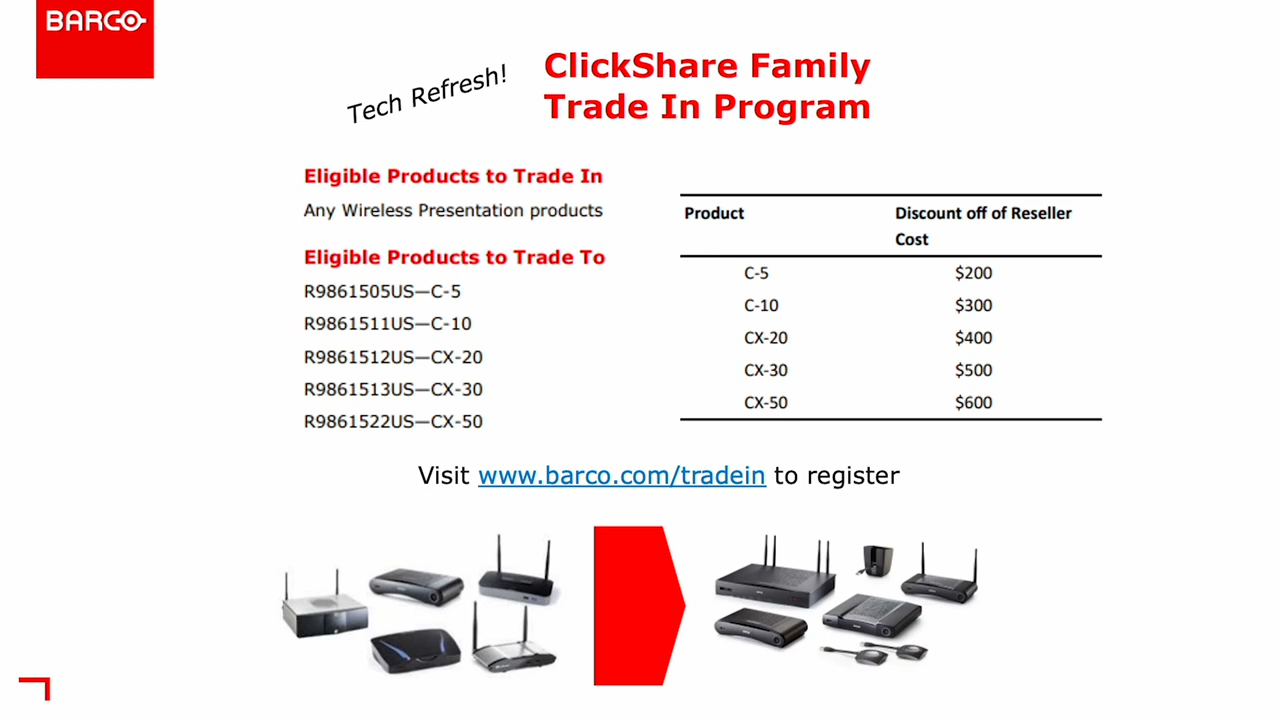 BARCO
Tech Refresh!
ClickShare Family
Trade In Program
Eligible Products to Trade In
Any Wireless Presentation products
Eligible Products to Trade To
R9861505US—C-5
R9861511US—C-10
R9861512US—CX-20
R9861513US—CX-30
R9861522US—CX-50
Product Discount off of Reseller
Cost
C-5 $200
C-10 $300
CX-20 $400
CX-30 $500
CX-50 $600
Visit www.barco.com/tradein to register